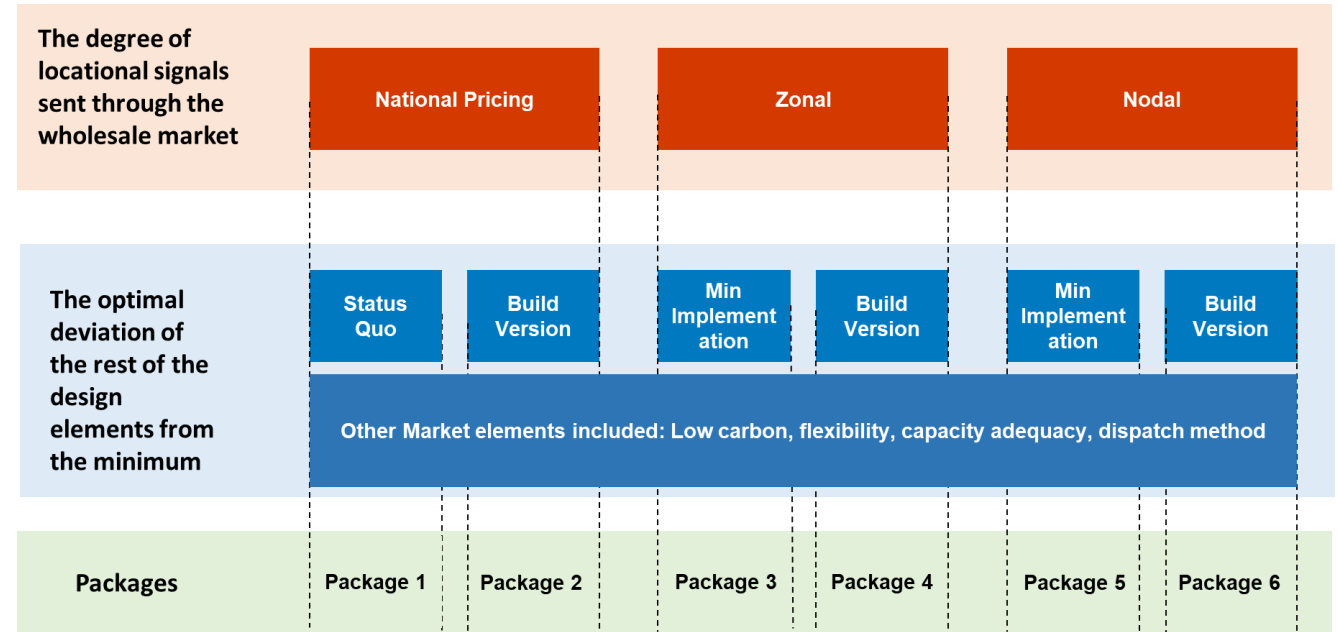 The degree of
locational signals
sent through the
wholesale market
National Pricing
Zonal
Nodal
The optimal
deviation of
the rest of the
design
elements from
the minimum
Status
Quo
Build
Version
Min
Implement
ation
Build
Version
Min
Implement
ation
Build
Version
Other Market elements included: Low carbon, flexibility, capacity adequacy, dispatch method
Packages
Package 1
Package 2
Package 3
Package 4
Package 5
Package 6